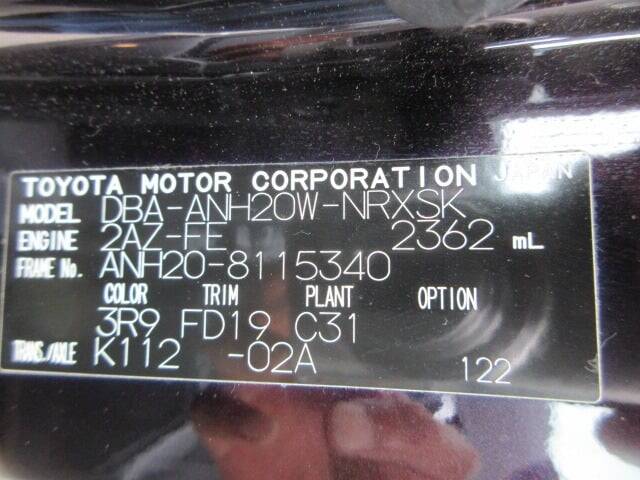 TOYOTA MOTOR CORPORATION JAPAN
MODEL DBA-ANH20W-NRXSK
ENGINE 2AZ-FE 2362 mL
FRAME No. ANH20-8115340
COLOR TRIM PLANT OPTION
3R9 FD19 C31
TRANS./AXLE K112 -02A 122